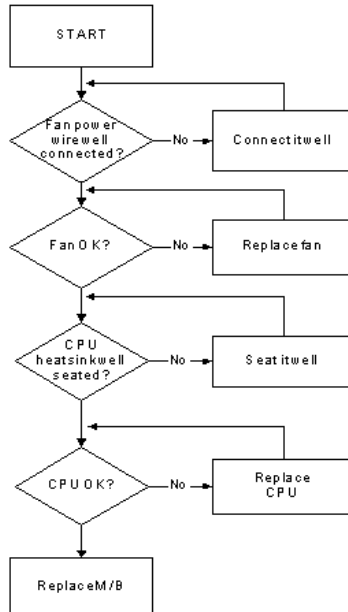 START
Fan power
wire well
connected?
No
Connect it well
Fan OK?
No
Replace fan
CPU
heatsink well
seated?
No
Seat it well
CPU OK?
No
Replace
CPU
Replace M/B